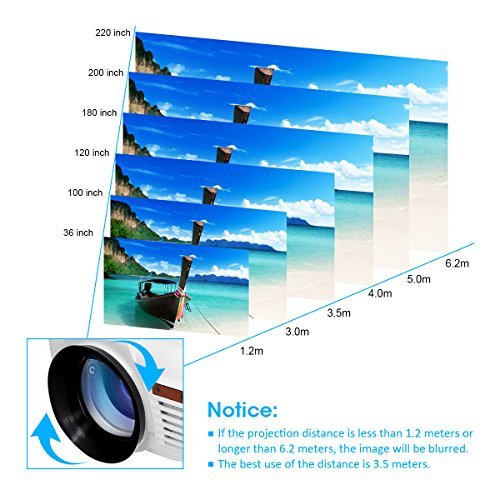 220 inch
200 inch
180 inch
120 inch
100 inch
36 inch
6.2m
5.0m
4.0m
3.5m
3.0m
1.2m
Notice:
If the projection distance is less than 1.2 meters or
longer than 6.2 meters, the image will be blurred.
The best use of the distance is 3.5 meters.